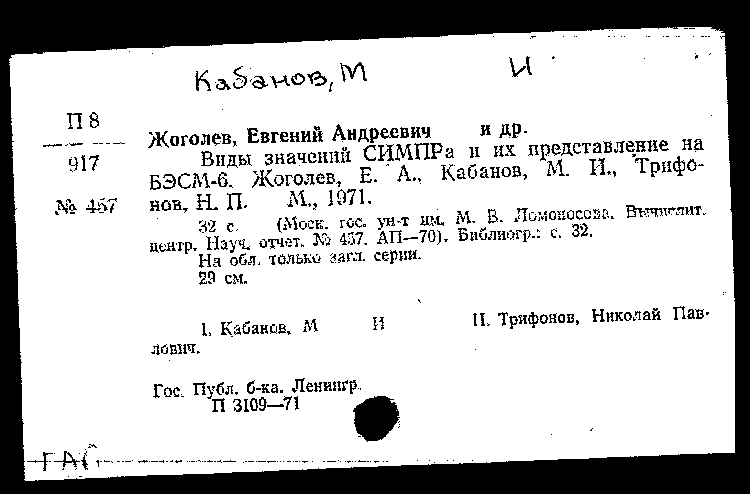 Кабанов, М И
П 8
917
№ 457
Жоголев, Евгений Андреевич и др.
Виды значений СИМПРа и их представление на
БЭСМ-6. Жоголев, Е. А., Кабанов, М. И., Трифо-
нов, Н. П. М., 1971.
32 с. (Моск. гос. ун-т им. М. В. Ломоносова. Вычислит.
центр. Науч. отчет. № 457. АП—70). Библиогр.: с. 32.
На обл. только загл. серии.
29 см.
I. Кабанов, М И II. Трифонов, Николай Пав-
лович.
Гос. Публ. б-ка. Ленингр.
П 3109—71